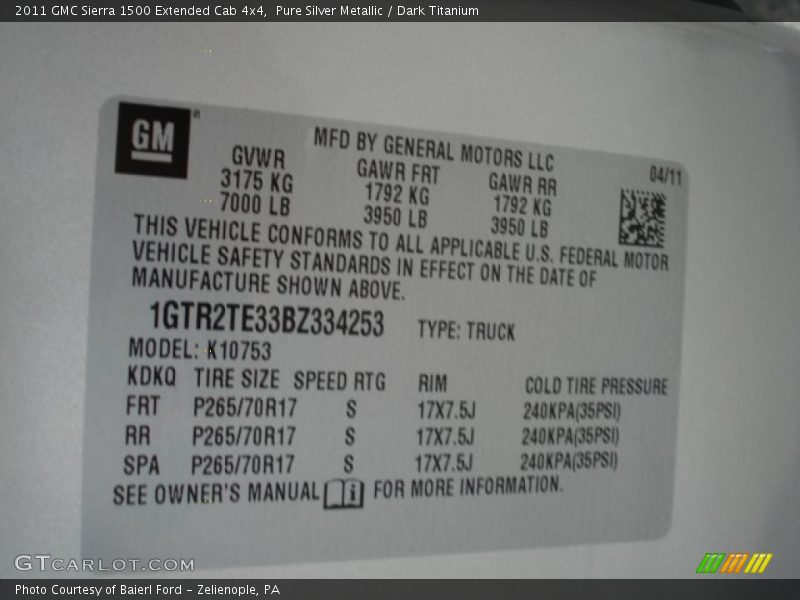 2011 GMC Sierra 1500 Extended Cab 4x4, Pure Silver Metallic / Dark Titanium
GM®
MFD BY GENERAL MOTORS LLC 04/11
GVWR GAWR FRT GAWR RR
3175 KG 1792 KG 1792 KG
7000 LB 3950 LB 3950 LB
THIS VEHICLE CONFORMS TO ALL APPLICABLE U.S. FEDERAL MOTOR
VEHICLE SAFETY STANDARDS IN EFFECT ON THE DATE OF
MANUFACTURE SHOWN ABOVE.
1GTR2TE33BZ334253 TYPE: TRUCK
MODEL: K10753
KDKQ TIRE SIZE SPEED RTG RIM COLD TIRE PRESSURE
FRT P265/70R17 S 17X7.5J 240KPA(35PSI)
RR P265/70R17 S 17X7.5J 240KPA(35PSI)
SPA P265/70R17 S 17X7.5J 240KPA(35PSI)
SEE OWNER'S MANUAL FOR MORE INFORMATION.
GTCARLOT.COM
Photo Courtesy of Baierl Ford - Zelienople, PA